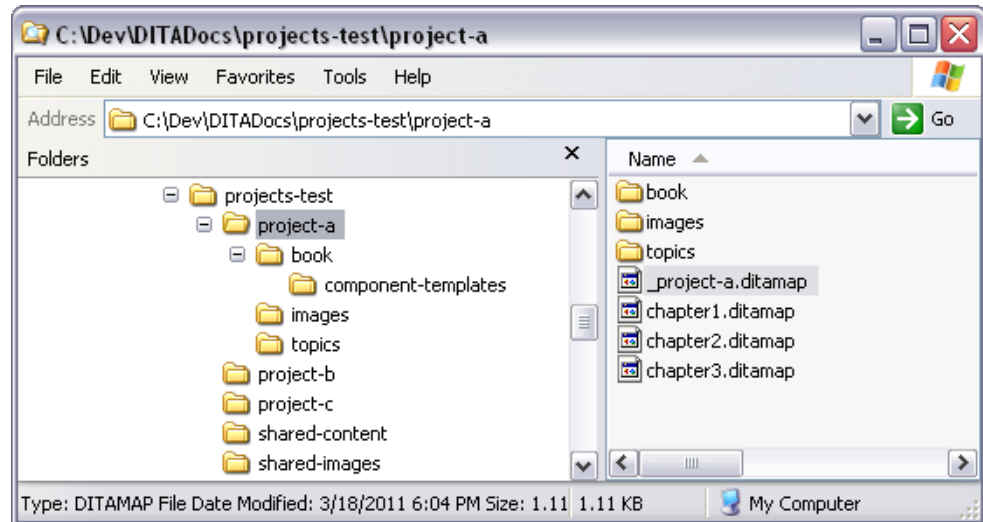 C:\Dev\DITADocs\projects-test\project-a
File Edit View Favorites Tools Help
Address C:\Dev\DITADocs\projects-test\project-a Go
Folders x
projects-test
project-a
book
component-templates
images
topics
project-b
project-c
shared-content
shared-images
Name
book
images
topics
_project-a.ditamap
chapter1.ditamap
chapter2.ditamap
chapter3.ditamap
Type: DITAMAP File Date Modified: 3/18/2011 6:04 PM Size: 1.11 1.11 KB My Computer